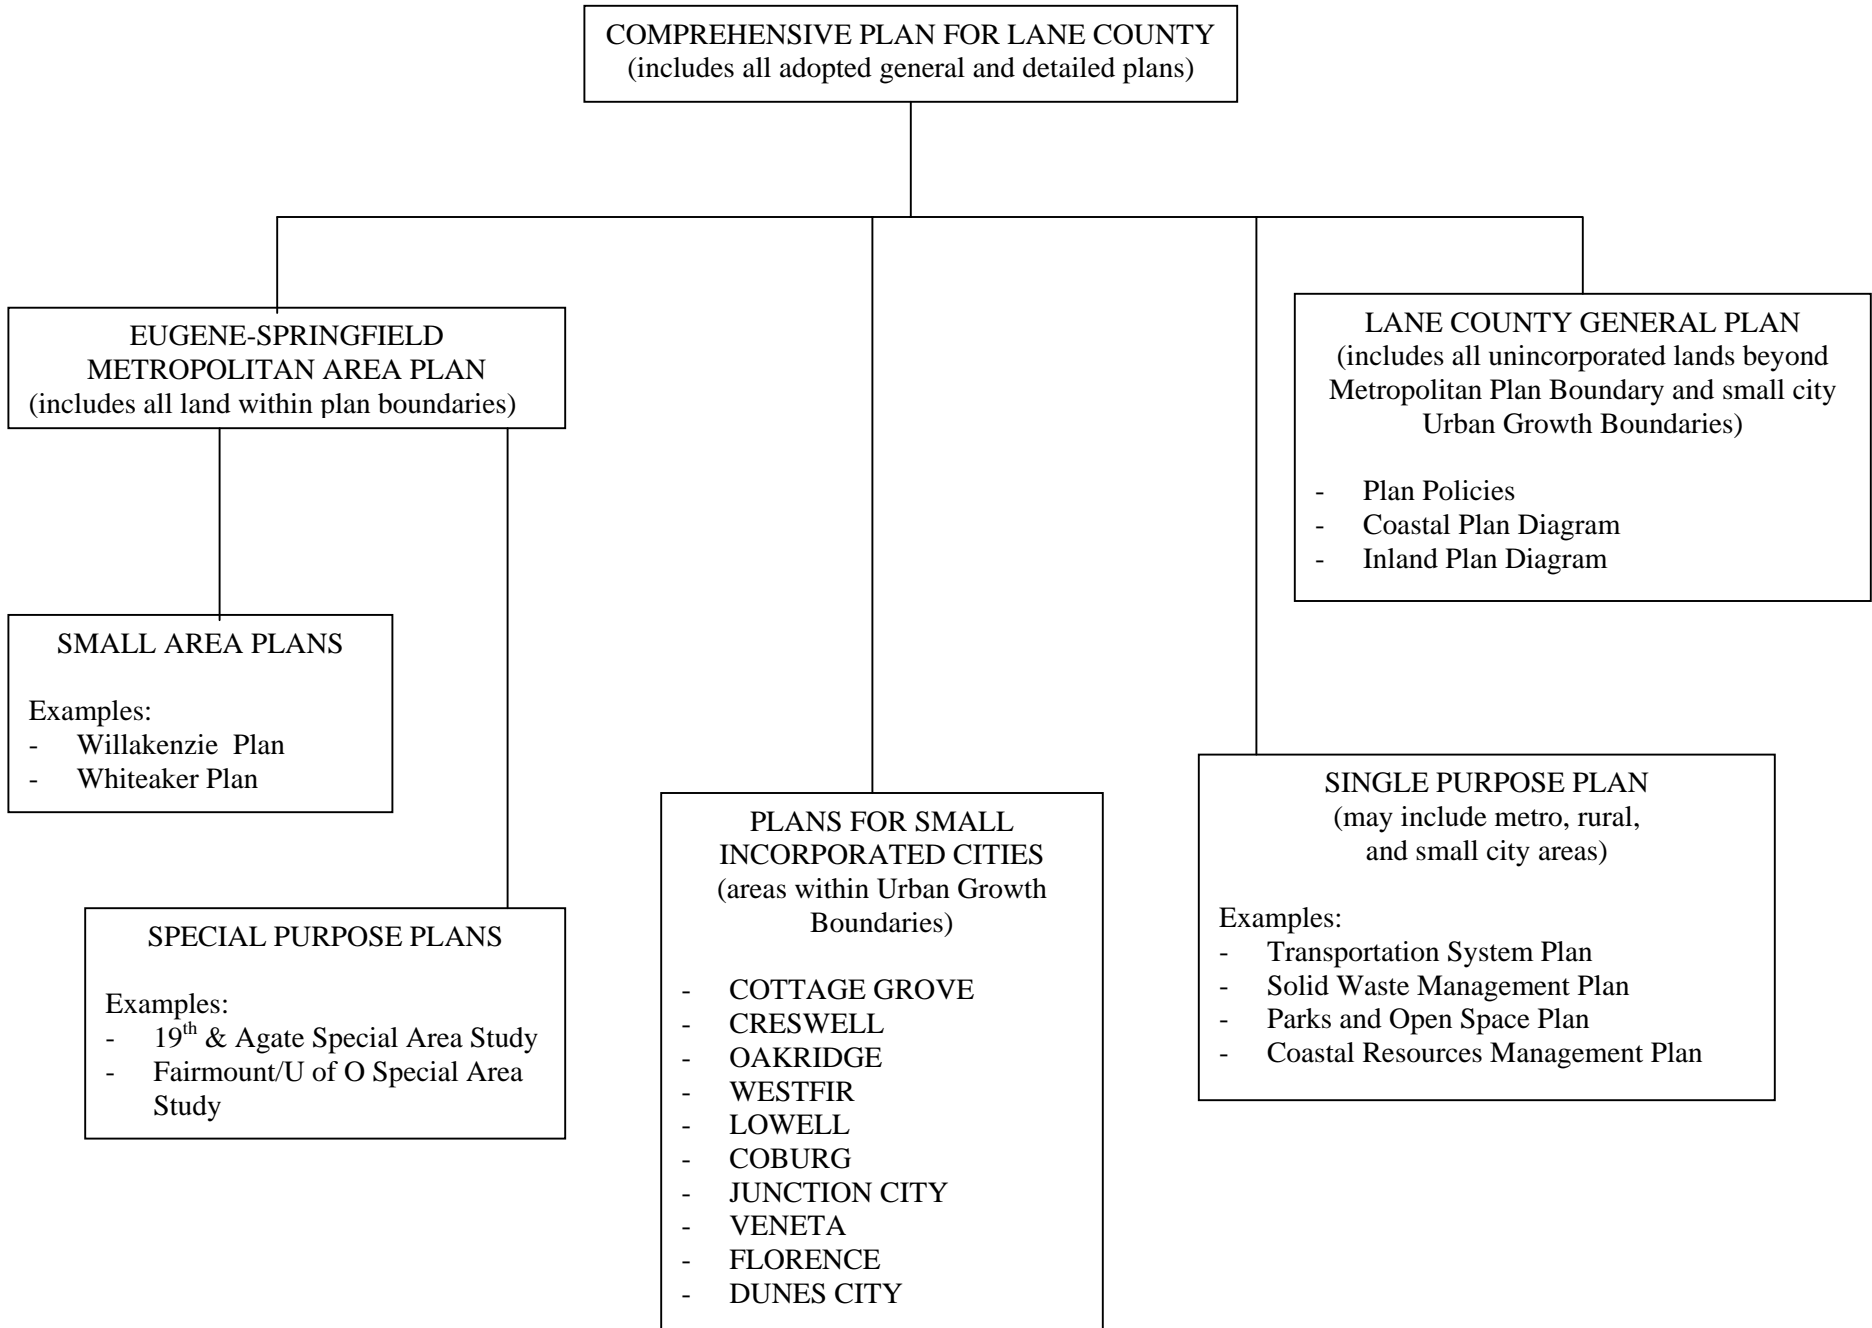 COMPREHENSIVE PLAN FOR LANE COUNTY
(includes all adopted general and detailed plans)
EUGENE-SPRINGFIELD
METROPOLITAN AREA PLAN
(includes all land within plan boundaries)
SMALL AREA PLANS
Examples:
- Willakenzie Plan
- Whiteaker Plan
SPECIAL PURPOSE PLANS
Examples:
- 19th & Agate Special Area Study
- Fairmount/U of O Special Area
Study
PLANS FOR SMALL
INCORPORATED CITIES
(areas within Urban Growth
Boundaries)
- COTTAGE GROVE
- CRESWELL
- OAKRIDGE
- WESTFIR
- LOWELL
- COBURG
- JUNCTION CITY
- VENETA
- FLORENCE
- DUNES CITY
LANE COUNTY GENERAL PLAN
(includes all unincorporated lands beyond
Metropolitan Plan Boundary and small city
Urban Growth Boundaries)
- Plan Policies
- Coastal Plan Diagram
- Inland Plan Diagram
SINGLE PURPOSE PLAN
(may include metro, rural,
and small city areas)
Examples:
- Transportation System Plan
- Solid Waste Management Plan
- Parks and Open Space Plan
- Coastal Resources Management Plan